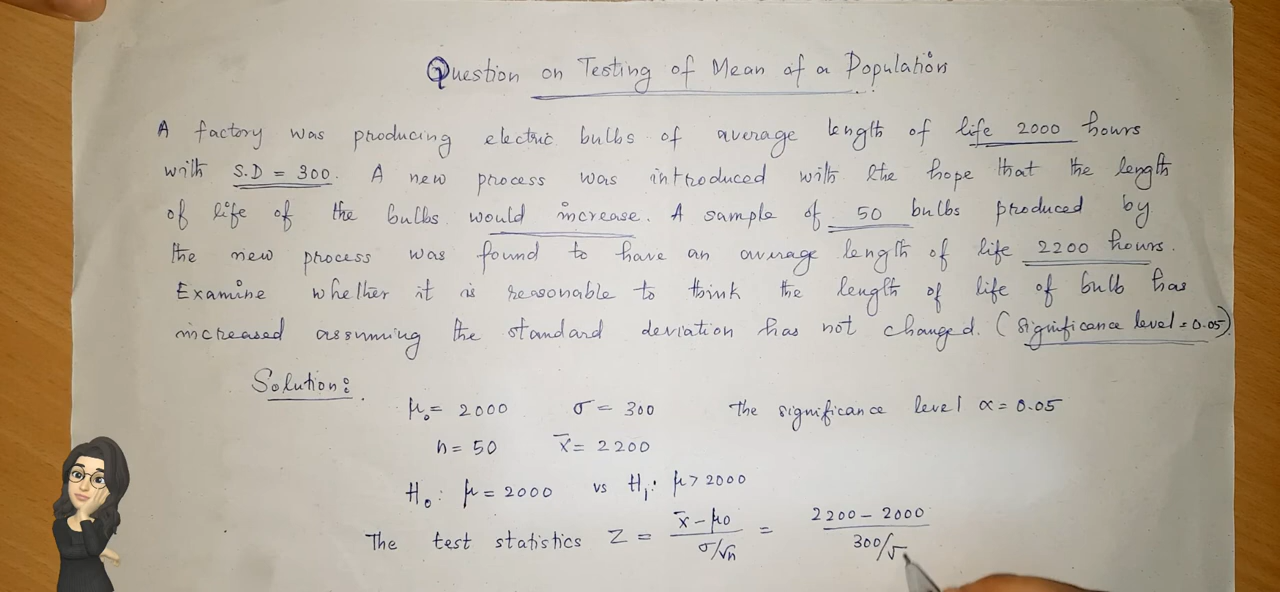 Question on Testing of Mean of a Population
A factory was producing electric bulbs of average length of life 2000 hours
with S.D = 300. A new process was introduced with the hope that the length
of life of the bulbs would increase. A sample of 50 bulbs produced by
the new process was found to have an average length of life 2200 hours.
Examine whether it is reasonable to think the length of life of bulb has
increased assuming the standard deviation has not changed. (Significance level = 0.05)
Solution:
μ₀ = 2000 σ = 300 The significance level α = 0.05
n = 50 x̄ = 2200
H₀: μ = 2000 vs H₁: μ > 2000
The test statistics Z = (x̄ - μ₀)/(σ/√n) = (2200 - 2000)/(300/√